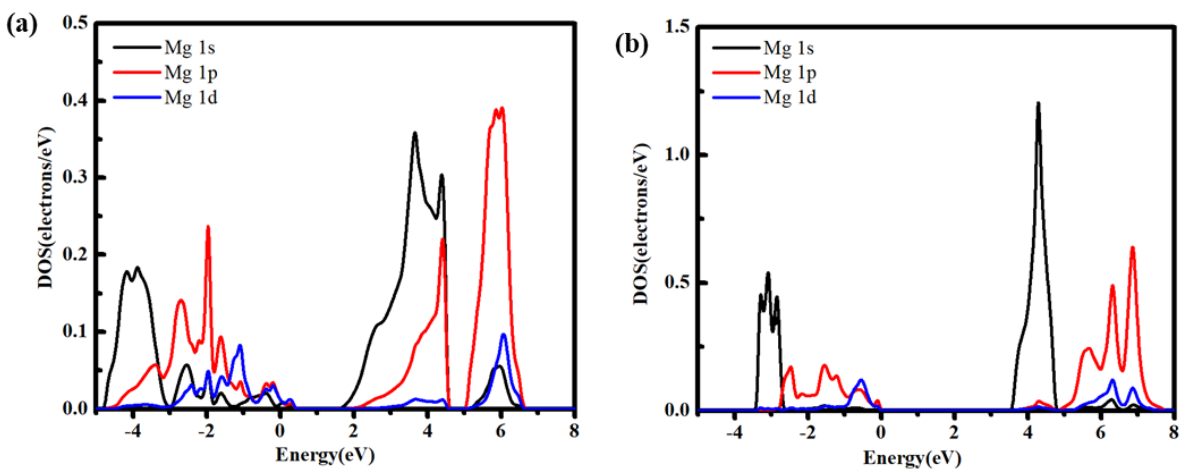 (a)
0.5
0.4
0.3
0.2
0.1
0.0
DOS(electrons/eV)
Mg 1s
Mg 1p
Mg 1d
-4
-2
0
2
4
6
8
Energy(eV)
(b)
1.5
1.0
0.5
0.0
DOS(electrons/eV)
Mg 1s
Mg 1p
Mg 1d
-4
-2
0
2
4
6
8
Energy(eV)